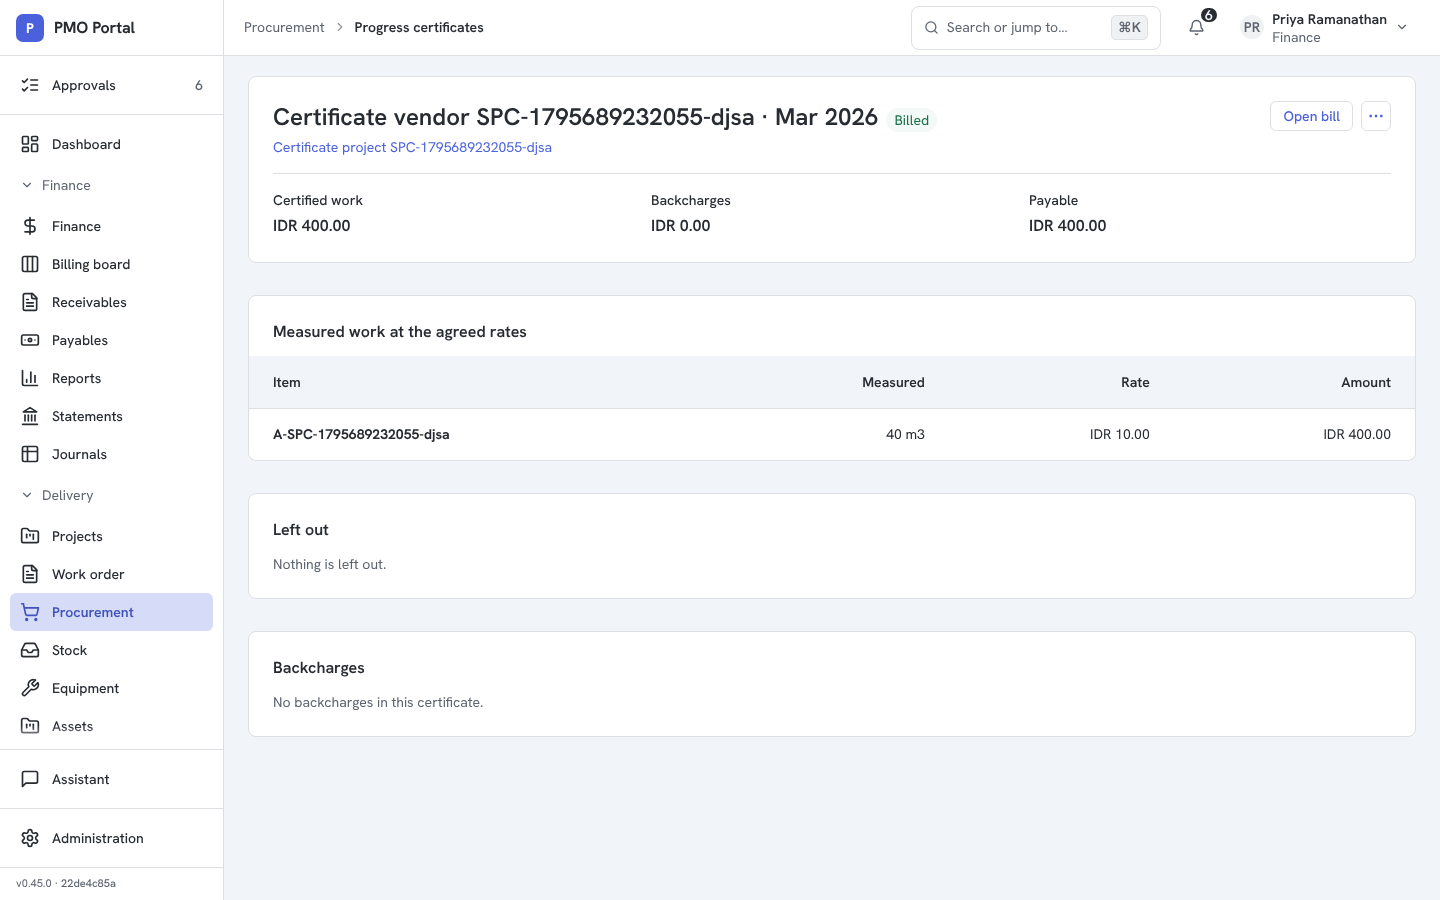 P PMO Portal
Procurement > Progress certificates
Search or jump to... ⌘K
6
PR Priya Ramanathan
Finance
Approvals 6
Dashboard
Finance
Finance
Billing board
Receivables
Payables
Reports
Statements
Journals
Delivery
Projects
Work order
Procurement
Stock
Equipment
Assets
Assistant
Administration
v0.45.0 · 22de4c85a
Certificate vendor SPC-1795689232055-djsa · Mar 2026 Billed
Open bill ...
Certificate project SPC-1795689232055-djsa
Certified work Backcharges Payable
IDR 400.00 IDR 0.00 IDR 400.00
Measured work at the agreed rates
Item Measured Rate Amount
A-SPC-1795689232055-djsa 40 m3 IDR 10.00 IDR 400.00
Left out
Nothing is left out.
Backcharges
No backcharges in this certificate.